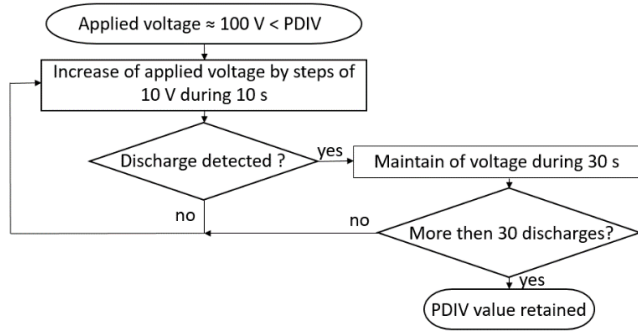 Applied voltage ≈ 100 V < PDIV
Increase of applied voltage by steps of
10 V during 10 s
Discharge detected ?
yes
Maintain of voltage during 30 s
no
no
More then 30 discharges?
yes
PDIV value retained